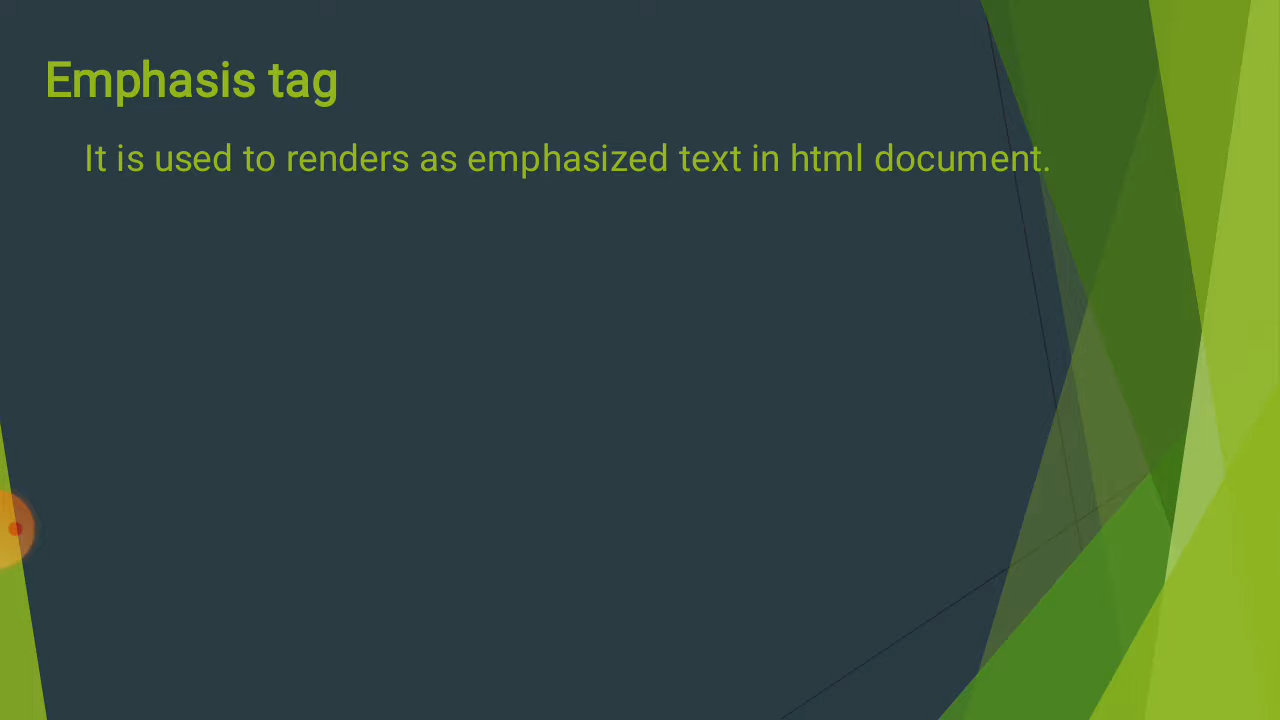 Emphasis tag
It is used to renders as emphasized text in html document.